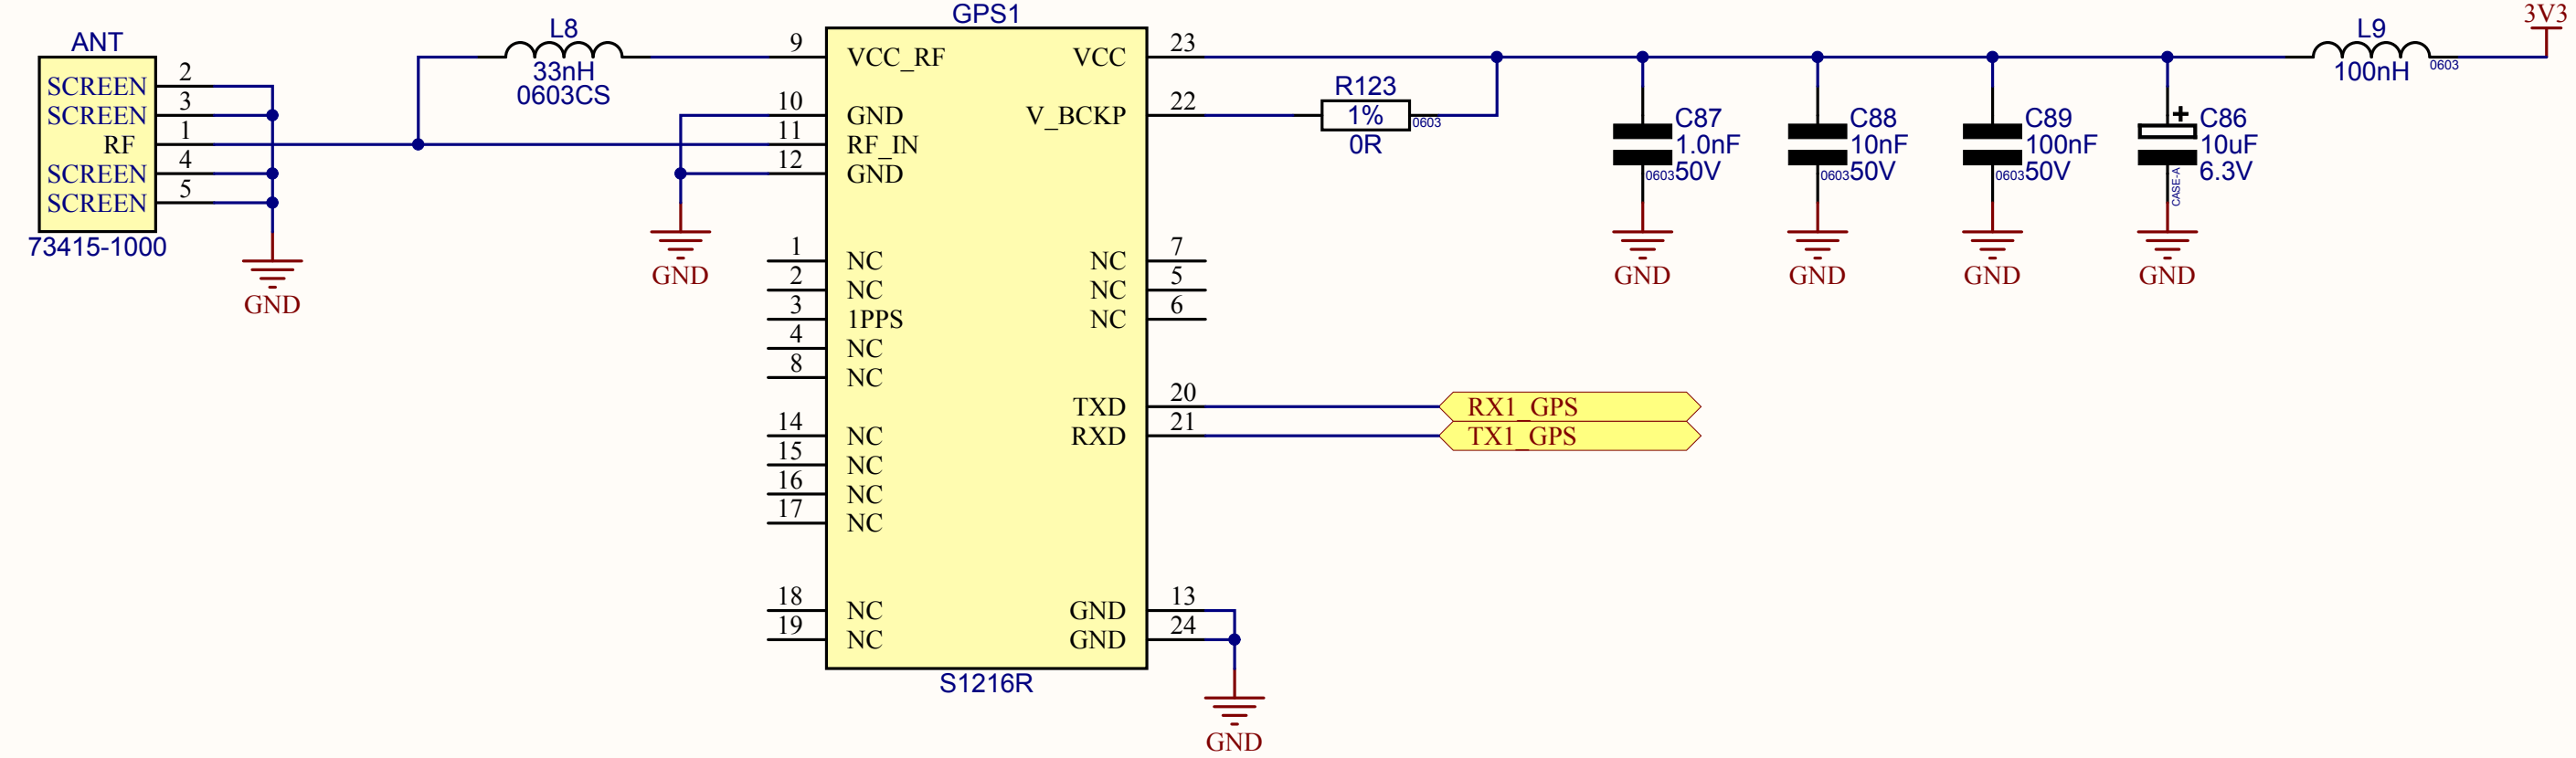 ANT
SCREEN 2
SCREEN 3
RF 1
SCREEN 4
SCREEN 5
73415-1000
GND
L8
33nH
0603CS
GND
GPS1
9 VCC_RF
10 GND
11 RF_IN
12 GND
1 NC
2 NC
3 1PPS
4 NC
8 NC
14 NC
15 NC
16 NC
17 NC
18 NC
19 NC
VCC 23
V_BCKP 22
NC 7
NC 5
NC 6
TXD 20
RXD 21
GND 13
GND 24
S1216R
GND
R123
1%
0603
0R
RX1_GPS
TX1_GPS
C87
1.0nF
0603 50V
GND
C88
10nF
0603 50V
GND
C89
100nF
0603 50V
GND
+
C86
10uF
6.3V
CASE-A
GND
L9
100nH
0603
3V3